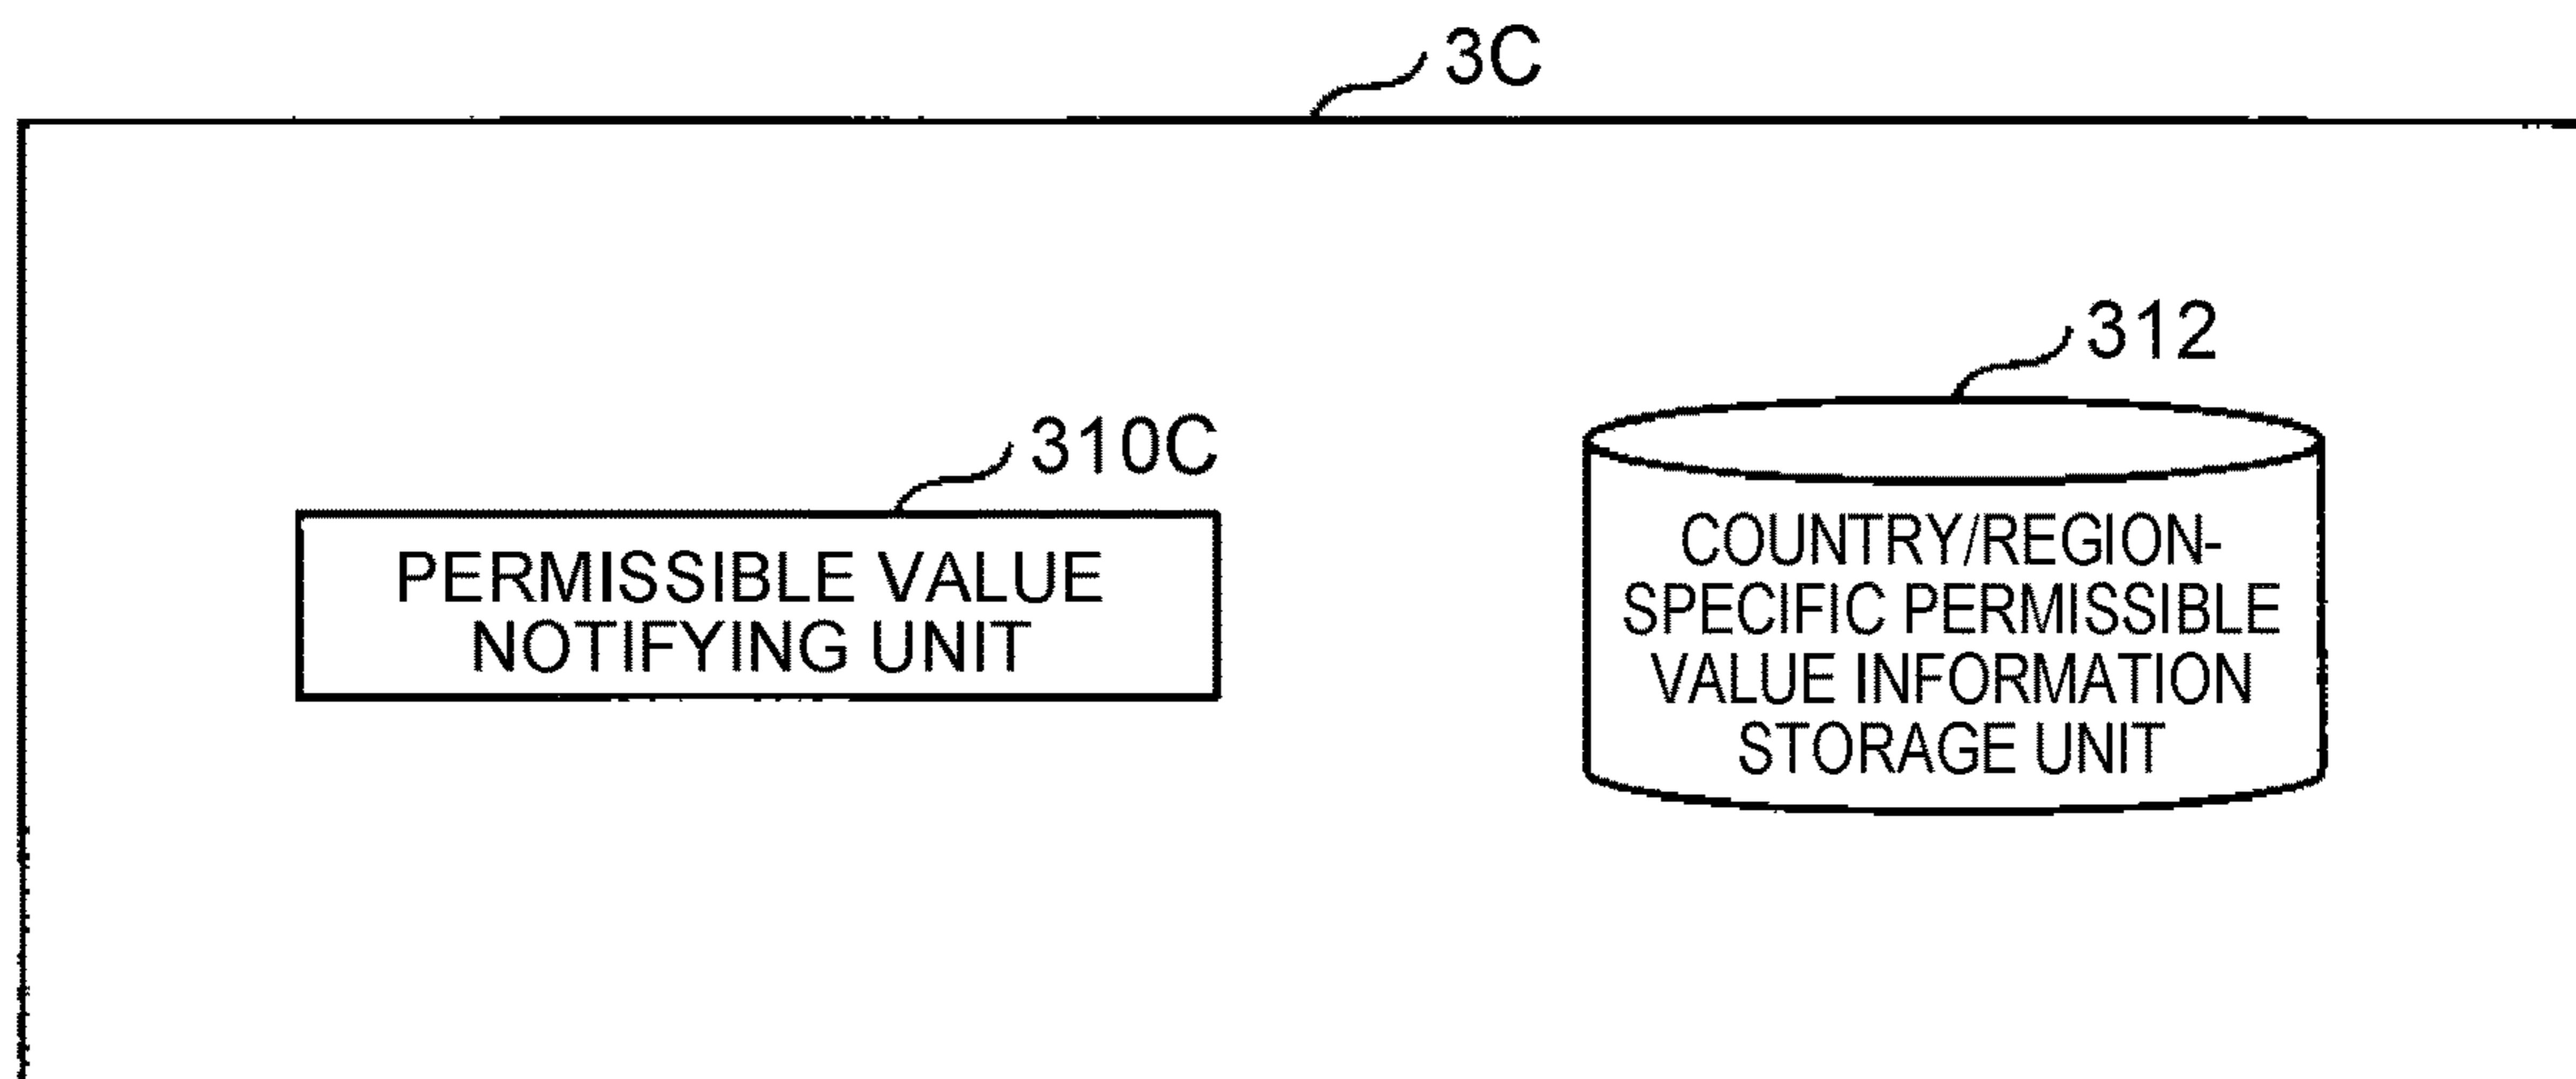 3C
312
310C
PERMISSIBLE VALUE
NOTIFYING UNIT
COUNTRY/REGION-
SPECIFIC PERMISSIBLE
VALUE INFORMATION
STORAGE UNIT